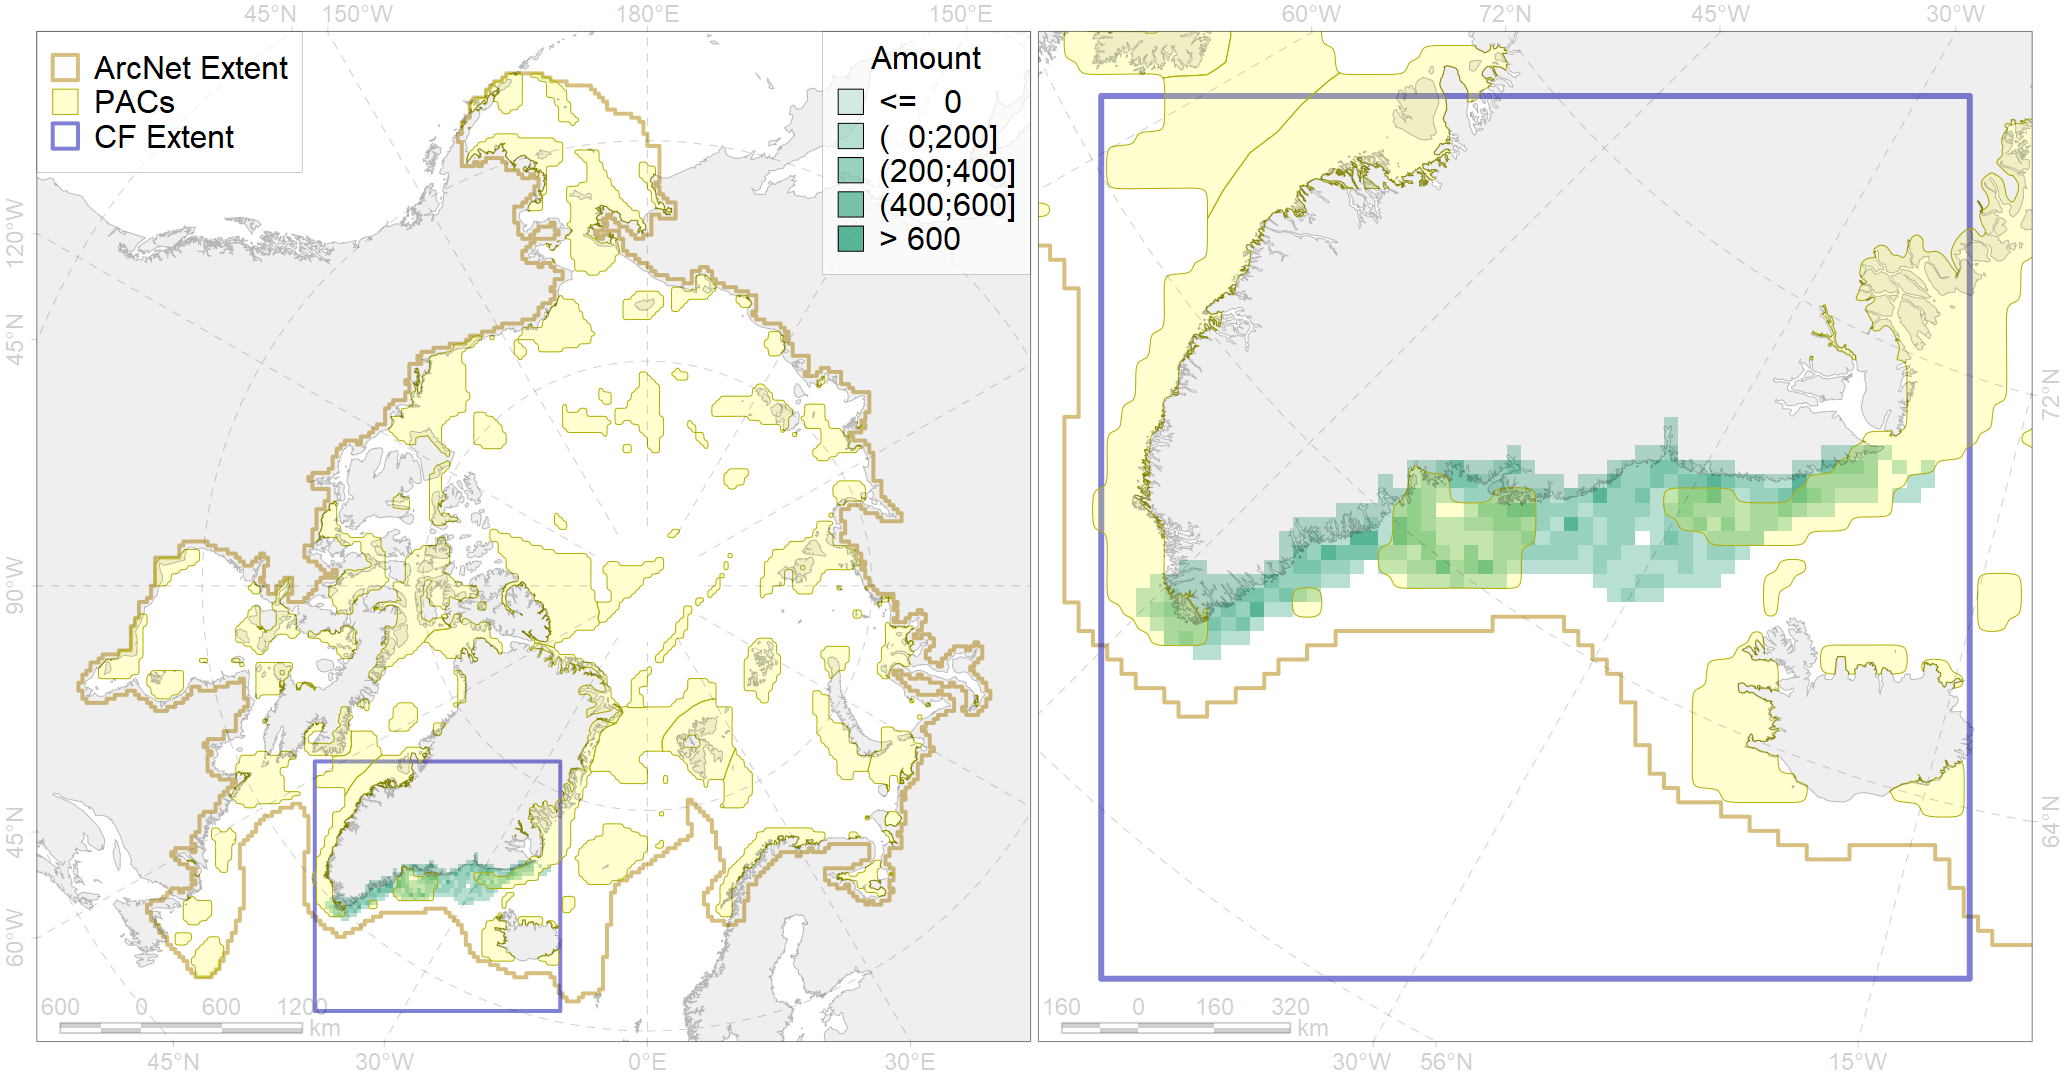 45°N 150°W 180°E 150°E 60°W 72°N 45°W 30°W
ArcNet Extent
PACs
CF Extent
Amount
<= 0
( 0;200]
(200;400]
(400;600]
> 600
120°W
45°N
90°W
45°N
60°W
72°N
64°N
600 0 600 1200
km
160 0 160 320
km
45°N 30°W 0°E 30°E 30°W 56°N 15°W